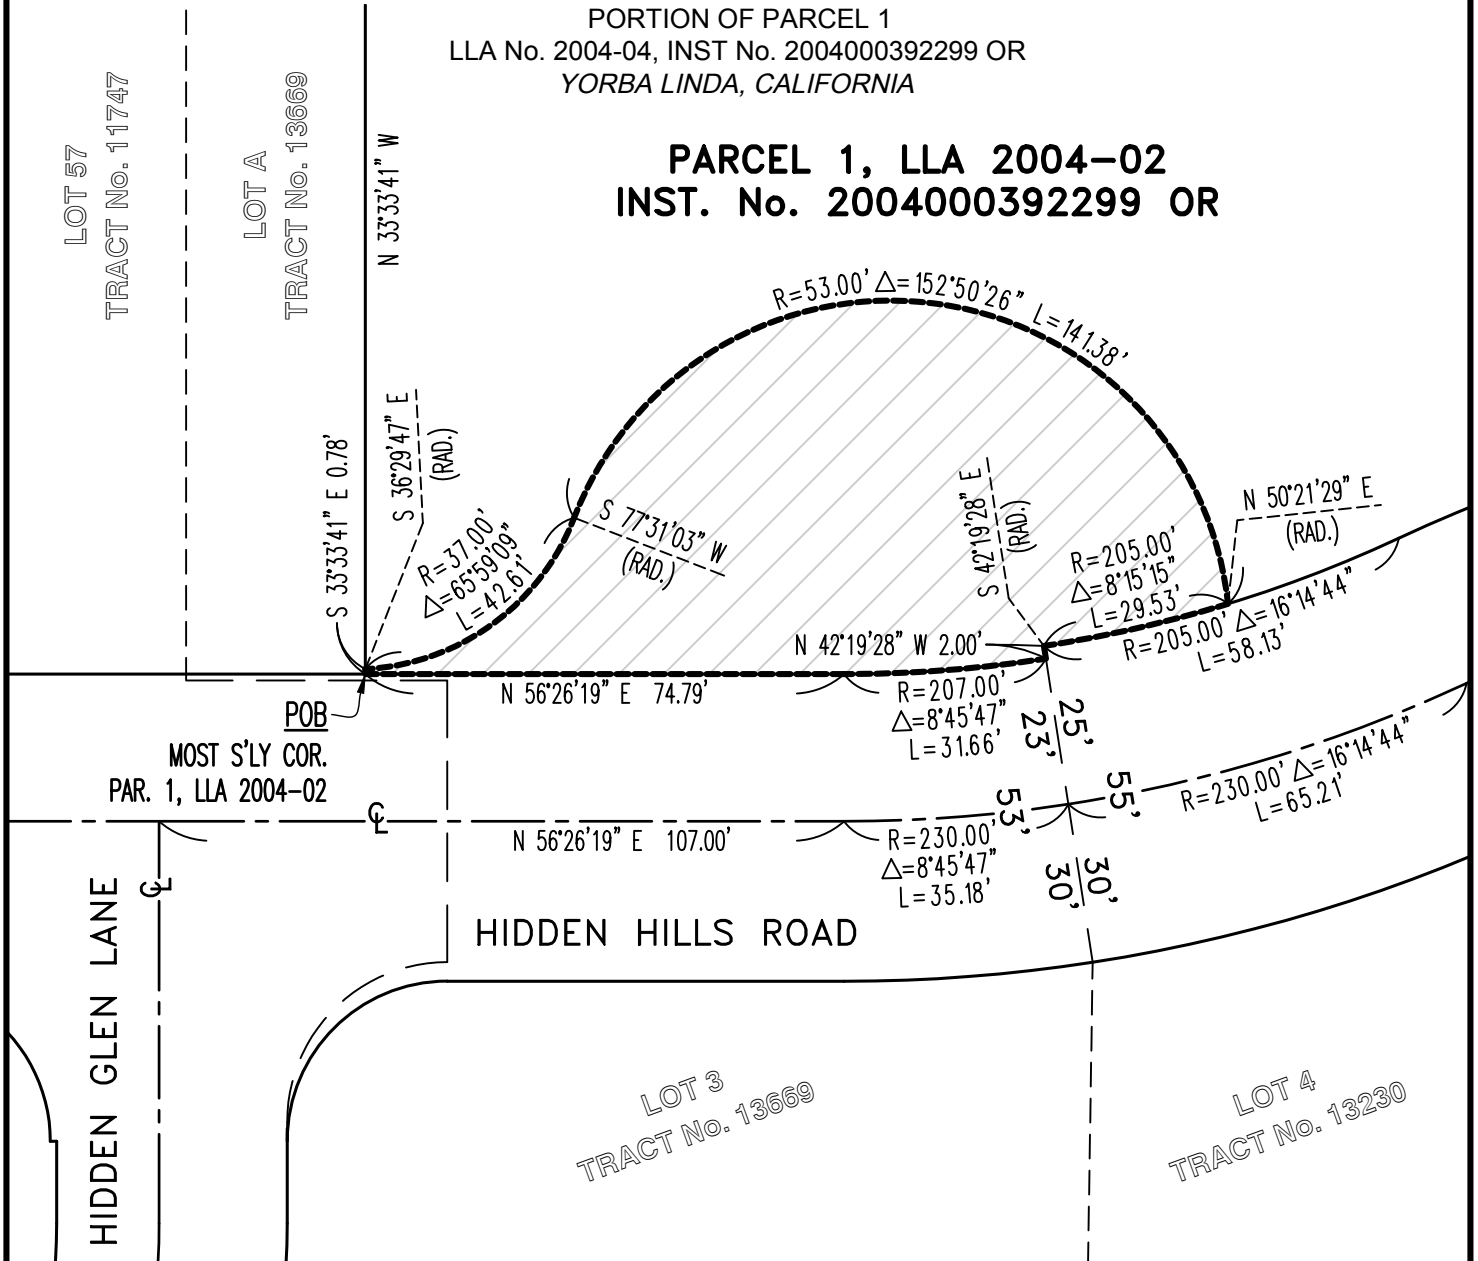 PORTION OF PARCEL 1
LLA No. 2004-04, INST No. 2004000392299 OR
YORBA LINDA, CALIFORNIA
PARCEL 1, LLA 2004-02
INST. No. 2004000392299 OR
LOT 57
TRACT No. 11747
LOT A
TRACT No. 13669
N 33°33'41" W
R=53.00' Δ=152°50'26" L=141.38'
S 33°33'41" E 0.78'
S 36°29'47" E
(RAD.)
R=37.00'
Δ=65°59'09"
L=42.61'
S 77°31'03" W
(RAD.)
S 42°19'28" E
(RAD.)
N 50°21'29" E
(RAD.)
R=205.00'
Δ=8°15'15"
L=29.53'
R=205.00' Δ=16°14'44"
L=58.13'
N 42°19'28" W 2.00'
N 56°26'19" E 74.79'
R=207.00'
Δ=8°45'47"
L=31.66'
25'
23'
POB
MOST S'LY COR.
PAR. 1, LLA 2004-02
53'
55'
R=230.00' Δ=16°14'44"
L=65.21'
℄
N 56°26'19" E 107.00'
R=230.00'
Δ=8°45'47"
L=35.18'
30'
30'
℄
HIDDEN GLEN LANE
HIDDEN HILLS ROAD
LOT 3
TRACT No. 13669
LOT 4
TRACT No. 13230